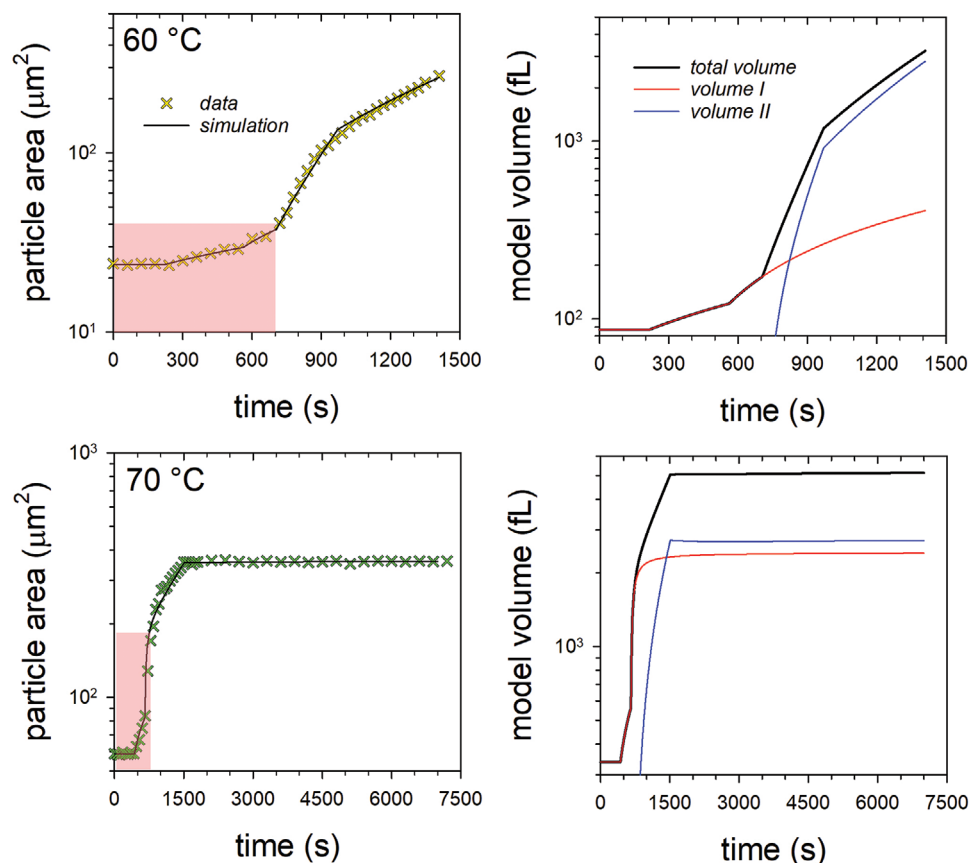 60 °C
data
simulation
10²
10¹
particle area (μm²)
0 300 600 900 1200 1500
time (s)
total volume
volume I
volume II
10³
10²
model volume (fL)
0 300 600 900 1200 1500
time (s)
70 °C
10³
10²
particle area (μm²)
0 1500 3000 4500 6000 7500
time (s)
10³
model volume (fL)
0 1500 3000 4500 6000 7500
time (s)